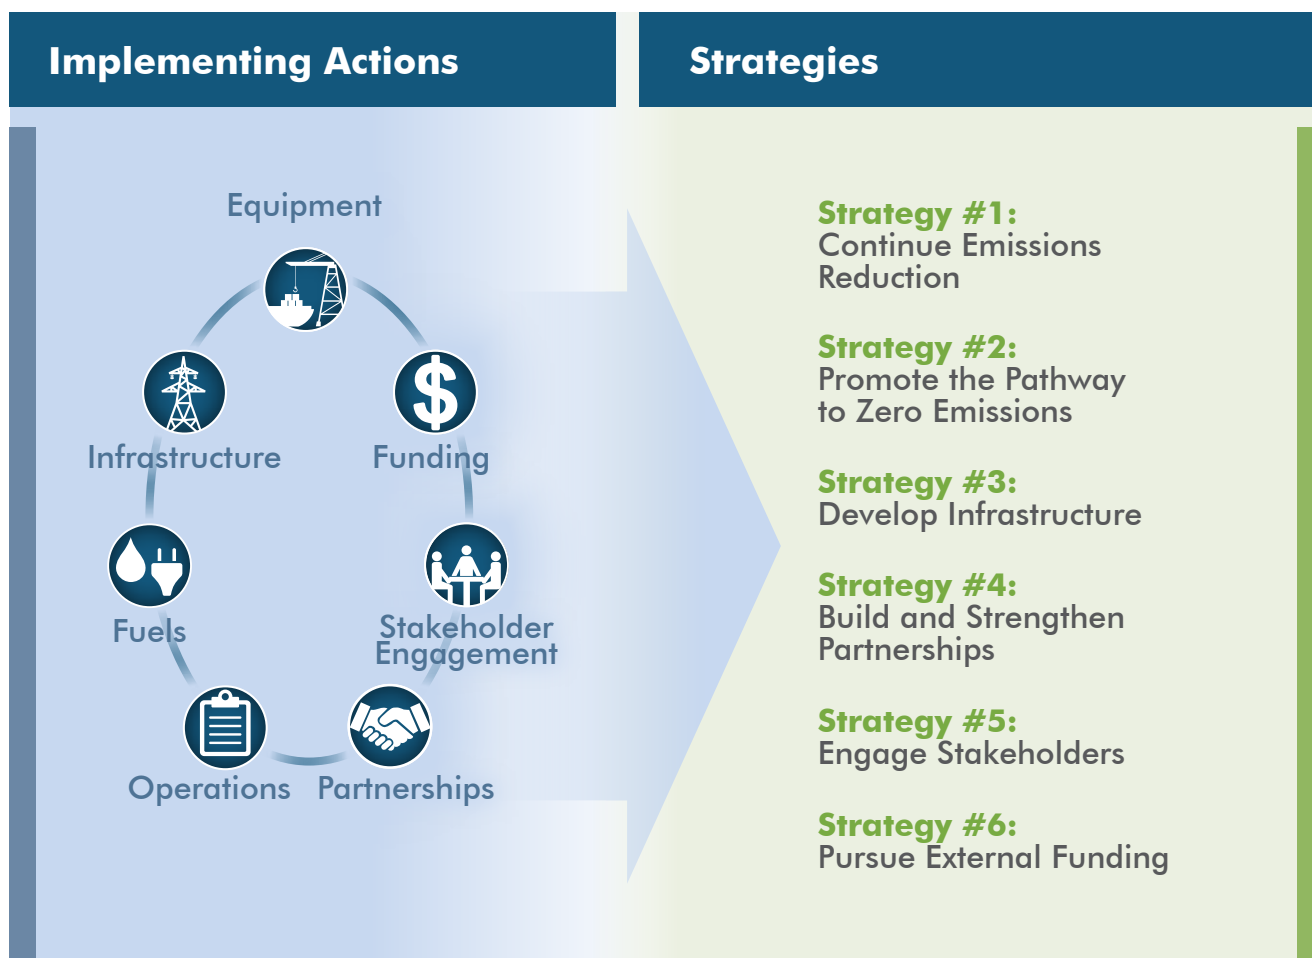 Implementing Actions
Equipment
Infrastructure
Funding
Fuels
Stakeholder
Engagement
Operations
Partnerships
Strategies
Strategy #1:
Continue Emissions
Reduction
Strategy #2:
Promote the Pathway
to Zero Emissions
Strategy #3:
Develop Infrastructure
Strategy #4:
Build and Strengthen
Partnerships
Strategy #5:
Engage Stakeholders
Strategy #6:
Pursue External Funding